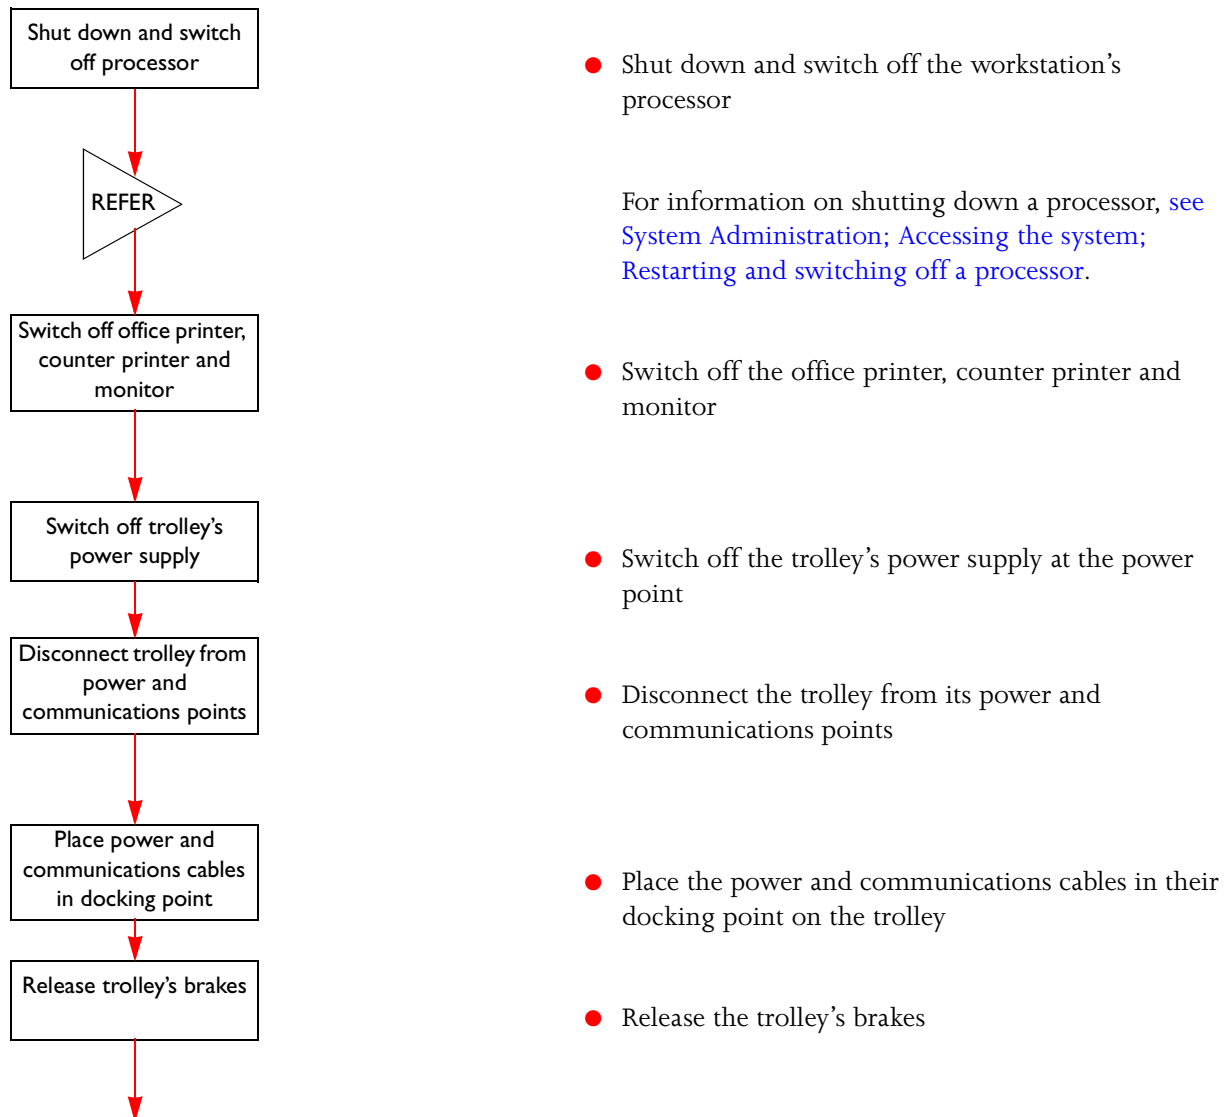 Shut down and switch
off processor
● Shut down and switch off the workstation’s
processor
REFER
For information on shutting down a processor, see
System Administration; Accessing the system;
Restarting and switching off a processor.
Switch off office printer,
counter printer and
monitor
● Switch off the office printer, counter printer and
monitor
Switch off trolley’s
power supply
● Switch off the trolley’s power supply at the power
point
Disconnect trolley from
power and
communications points
● Disconnect the trolley from its power and
communications points
Place power and
communications cables
in docking point
● Place the power and communications cables in their
docking point on the trolley
Release trolley’s brakes
● Release the trolley’s brakes